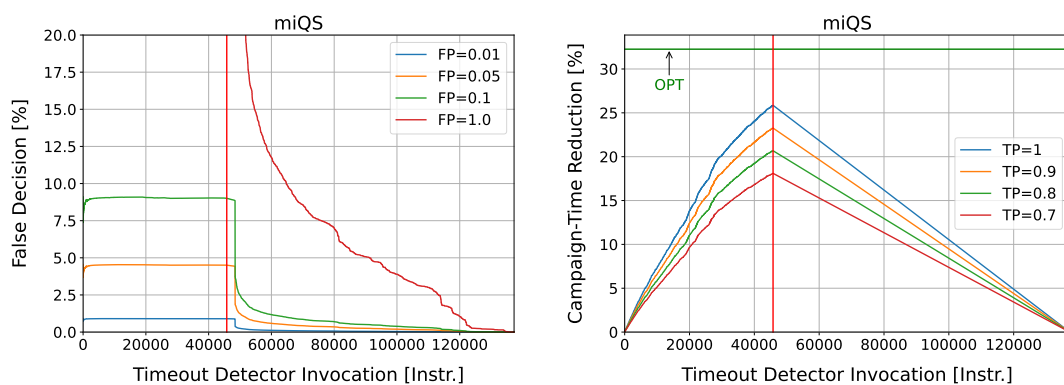 miQS
False Decision [%]
20.0
17.5
15.0
12.5
10.0
7.5
5.0
2.5
0.0
FP=0.01
FP=0.05
FP=0.1
FP=1.0
0 20000 40000 60000 80000 100000 120000
Timeout Detector Invocation [Instr.]
miQS
Campaign-Time Reduction [%]
30
25
20
15
10
5
0
OPT
TP=1
TP=0.9
TP=0.8
TP=0.7
0 20000 40000 60000 80000 100000 120000
Timeout Detector Invocation [Instr.]